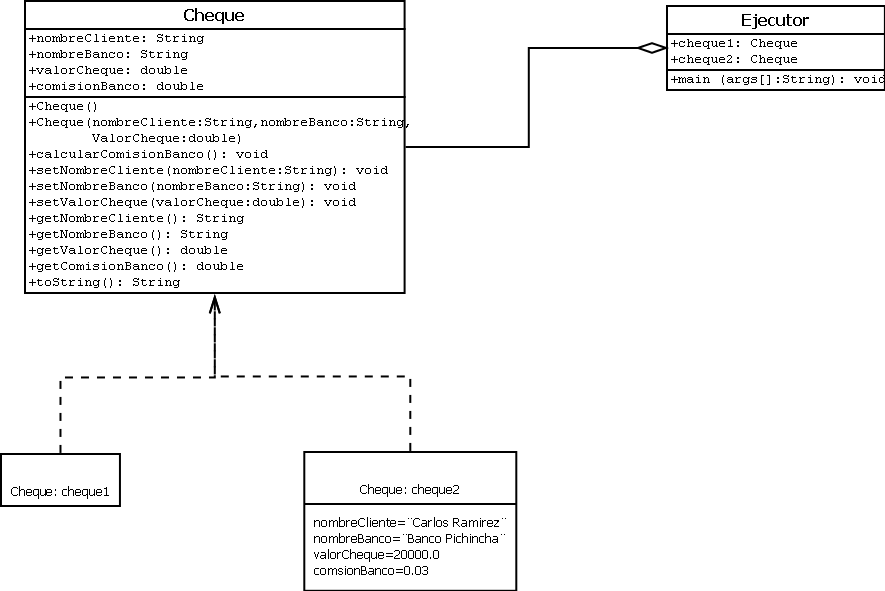 Cheque
+nombreCliente: String
+nombreBanco: String
+valorCheque: double
+comisionBanco: double
+Cheque()
+Cheque(nombreCliente:String,nombreBanco:String,
ValorCheque:double)
+calcularComisionBanco(): void
+setNombreCliente(nombreCliente:String): void
+setNombreBanco(nombreBanco:String): void
+setValorCheque(valorCheque:double): void
+getNombreCliente(): String
+getNombreBanco(): String
+getValorCheque(): double
+getComisionBanco(): double
+toString(): String
Ejecutor
+cheque1: Cheque
+cheque2: Cheque
+main (args[]:String): void
Cheque: cheque1
Cheque: cheque2
nombreCliente=¨Carlos Ramirez¨
nombreBanco=¨Banco Pichincha¨
valorCheque=20000.0
comsionBanco=0.03